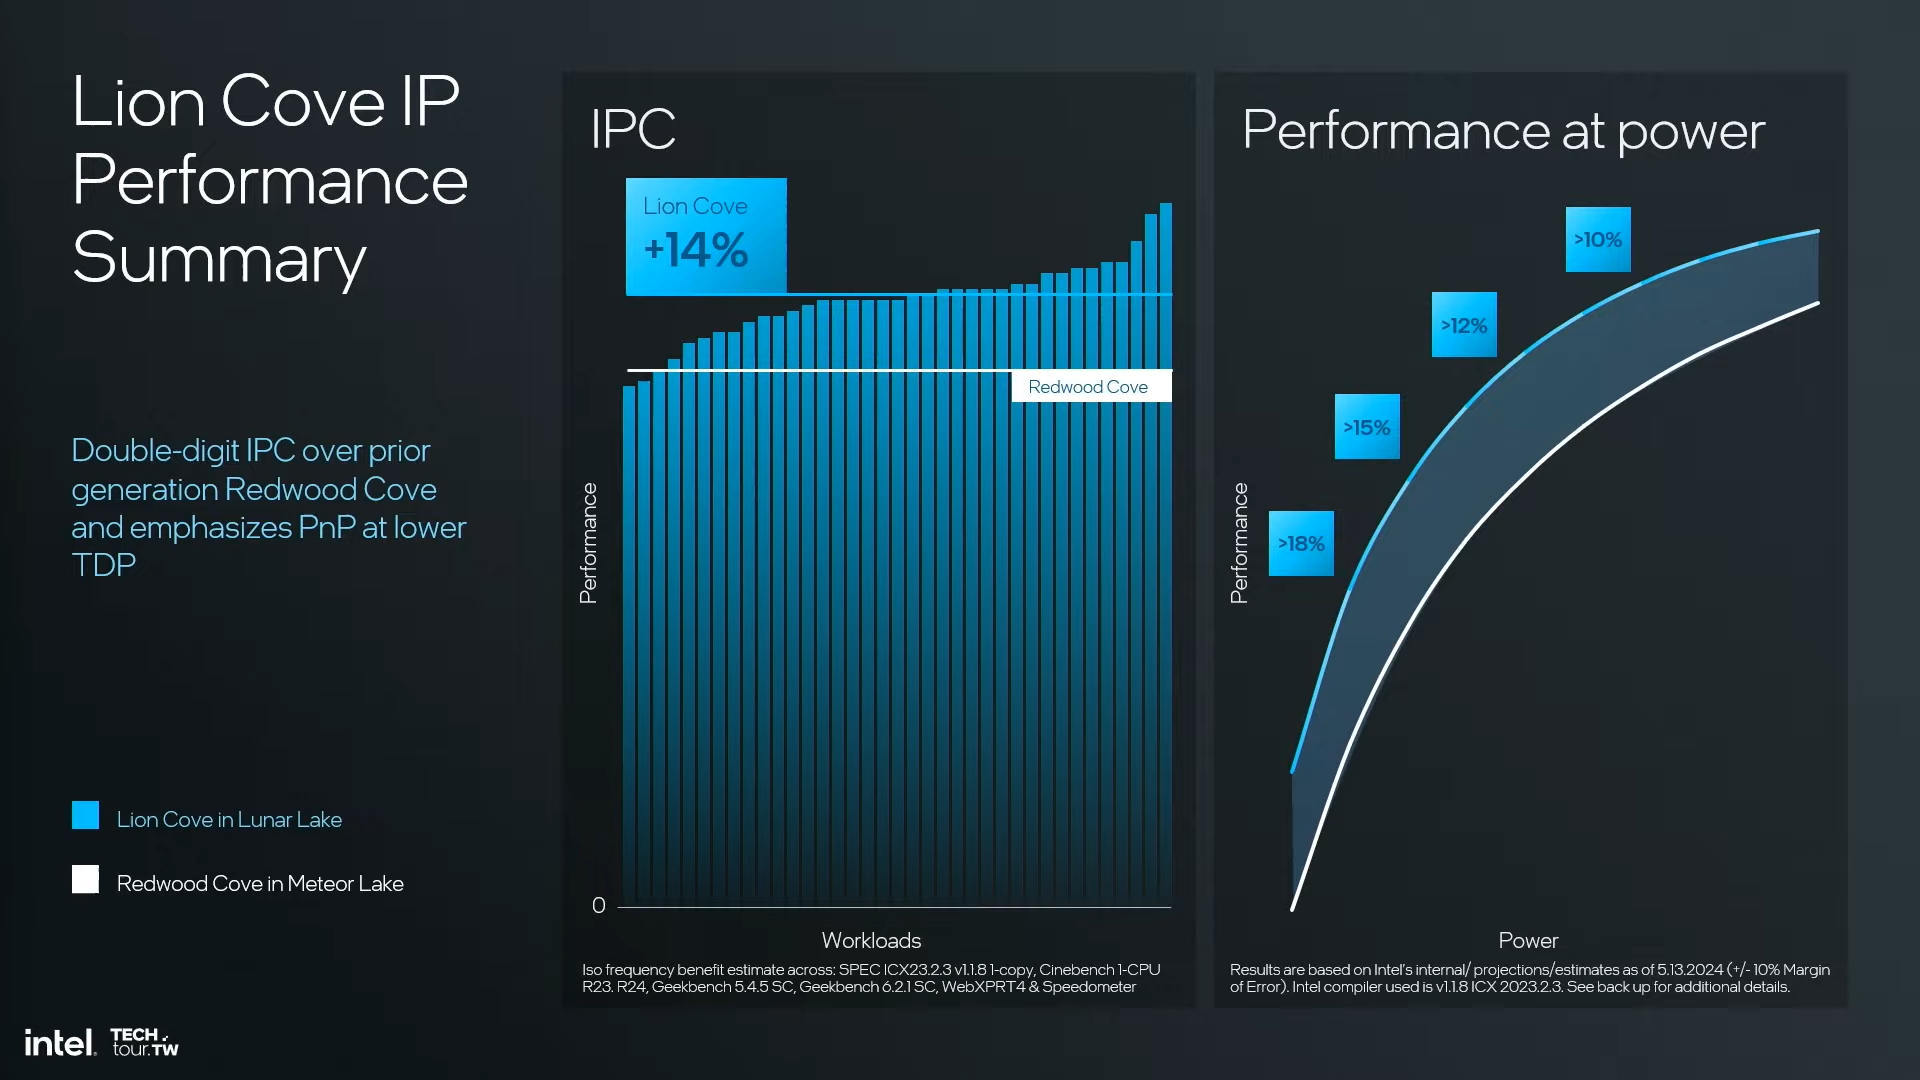 Lion Cove IP
Performance
Summary
Double-digit IPC over prior
generation Redwood Cove
and emphasizes PnP at lower
TDP
Lion Cove in Lunar Lake
Redwood Cove in Meteor Lake
intel.
TECH
tour.TW
IPC
Lion Cove
+14%
Redwood Cove
Performance
0
Workloads
Iso frequency benefit estimate across: SPEC ICX23.2.3 v1.1.8 1-copy, Cinebench 1-CPU
R23. R24, Geekbench 5.4.5 SC, Geekbench 6.2.1 SC, WebXPRT4 & Speedometer
Performance at power
>10%
>12%
>15%
>18%
Performance
Power
Results are based on Intel's internal/ projections/estimates as of 5.13.2024 (+/- 10% Margin
of Error). Intel compiler used is v1.1.8 ICX 2023.2.3. See back up for additional details.